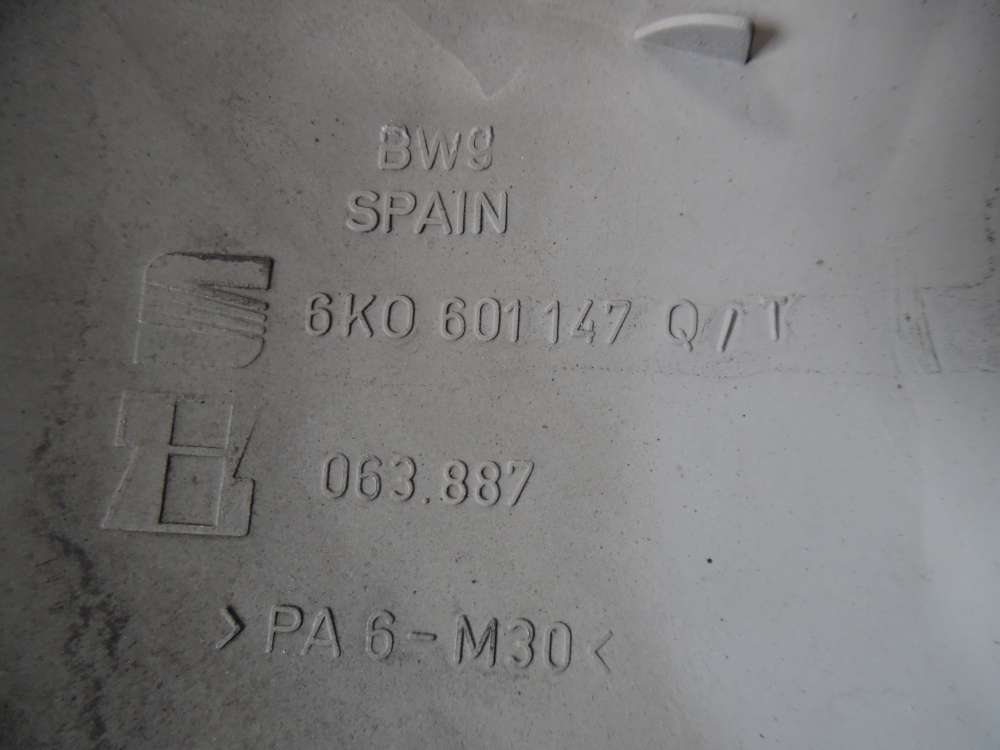 BWg
SPAIN
6K0 601 147 Q/T
063.887
>PA 6-M30<